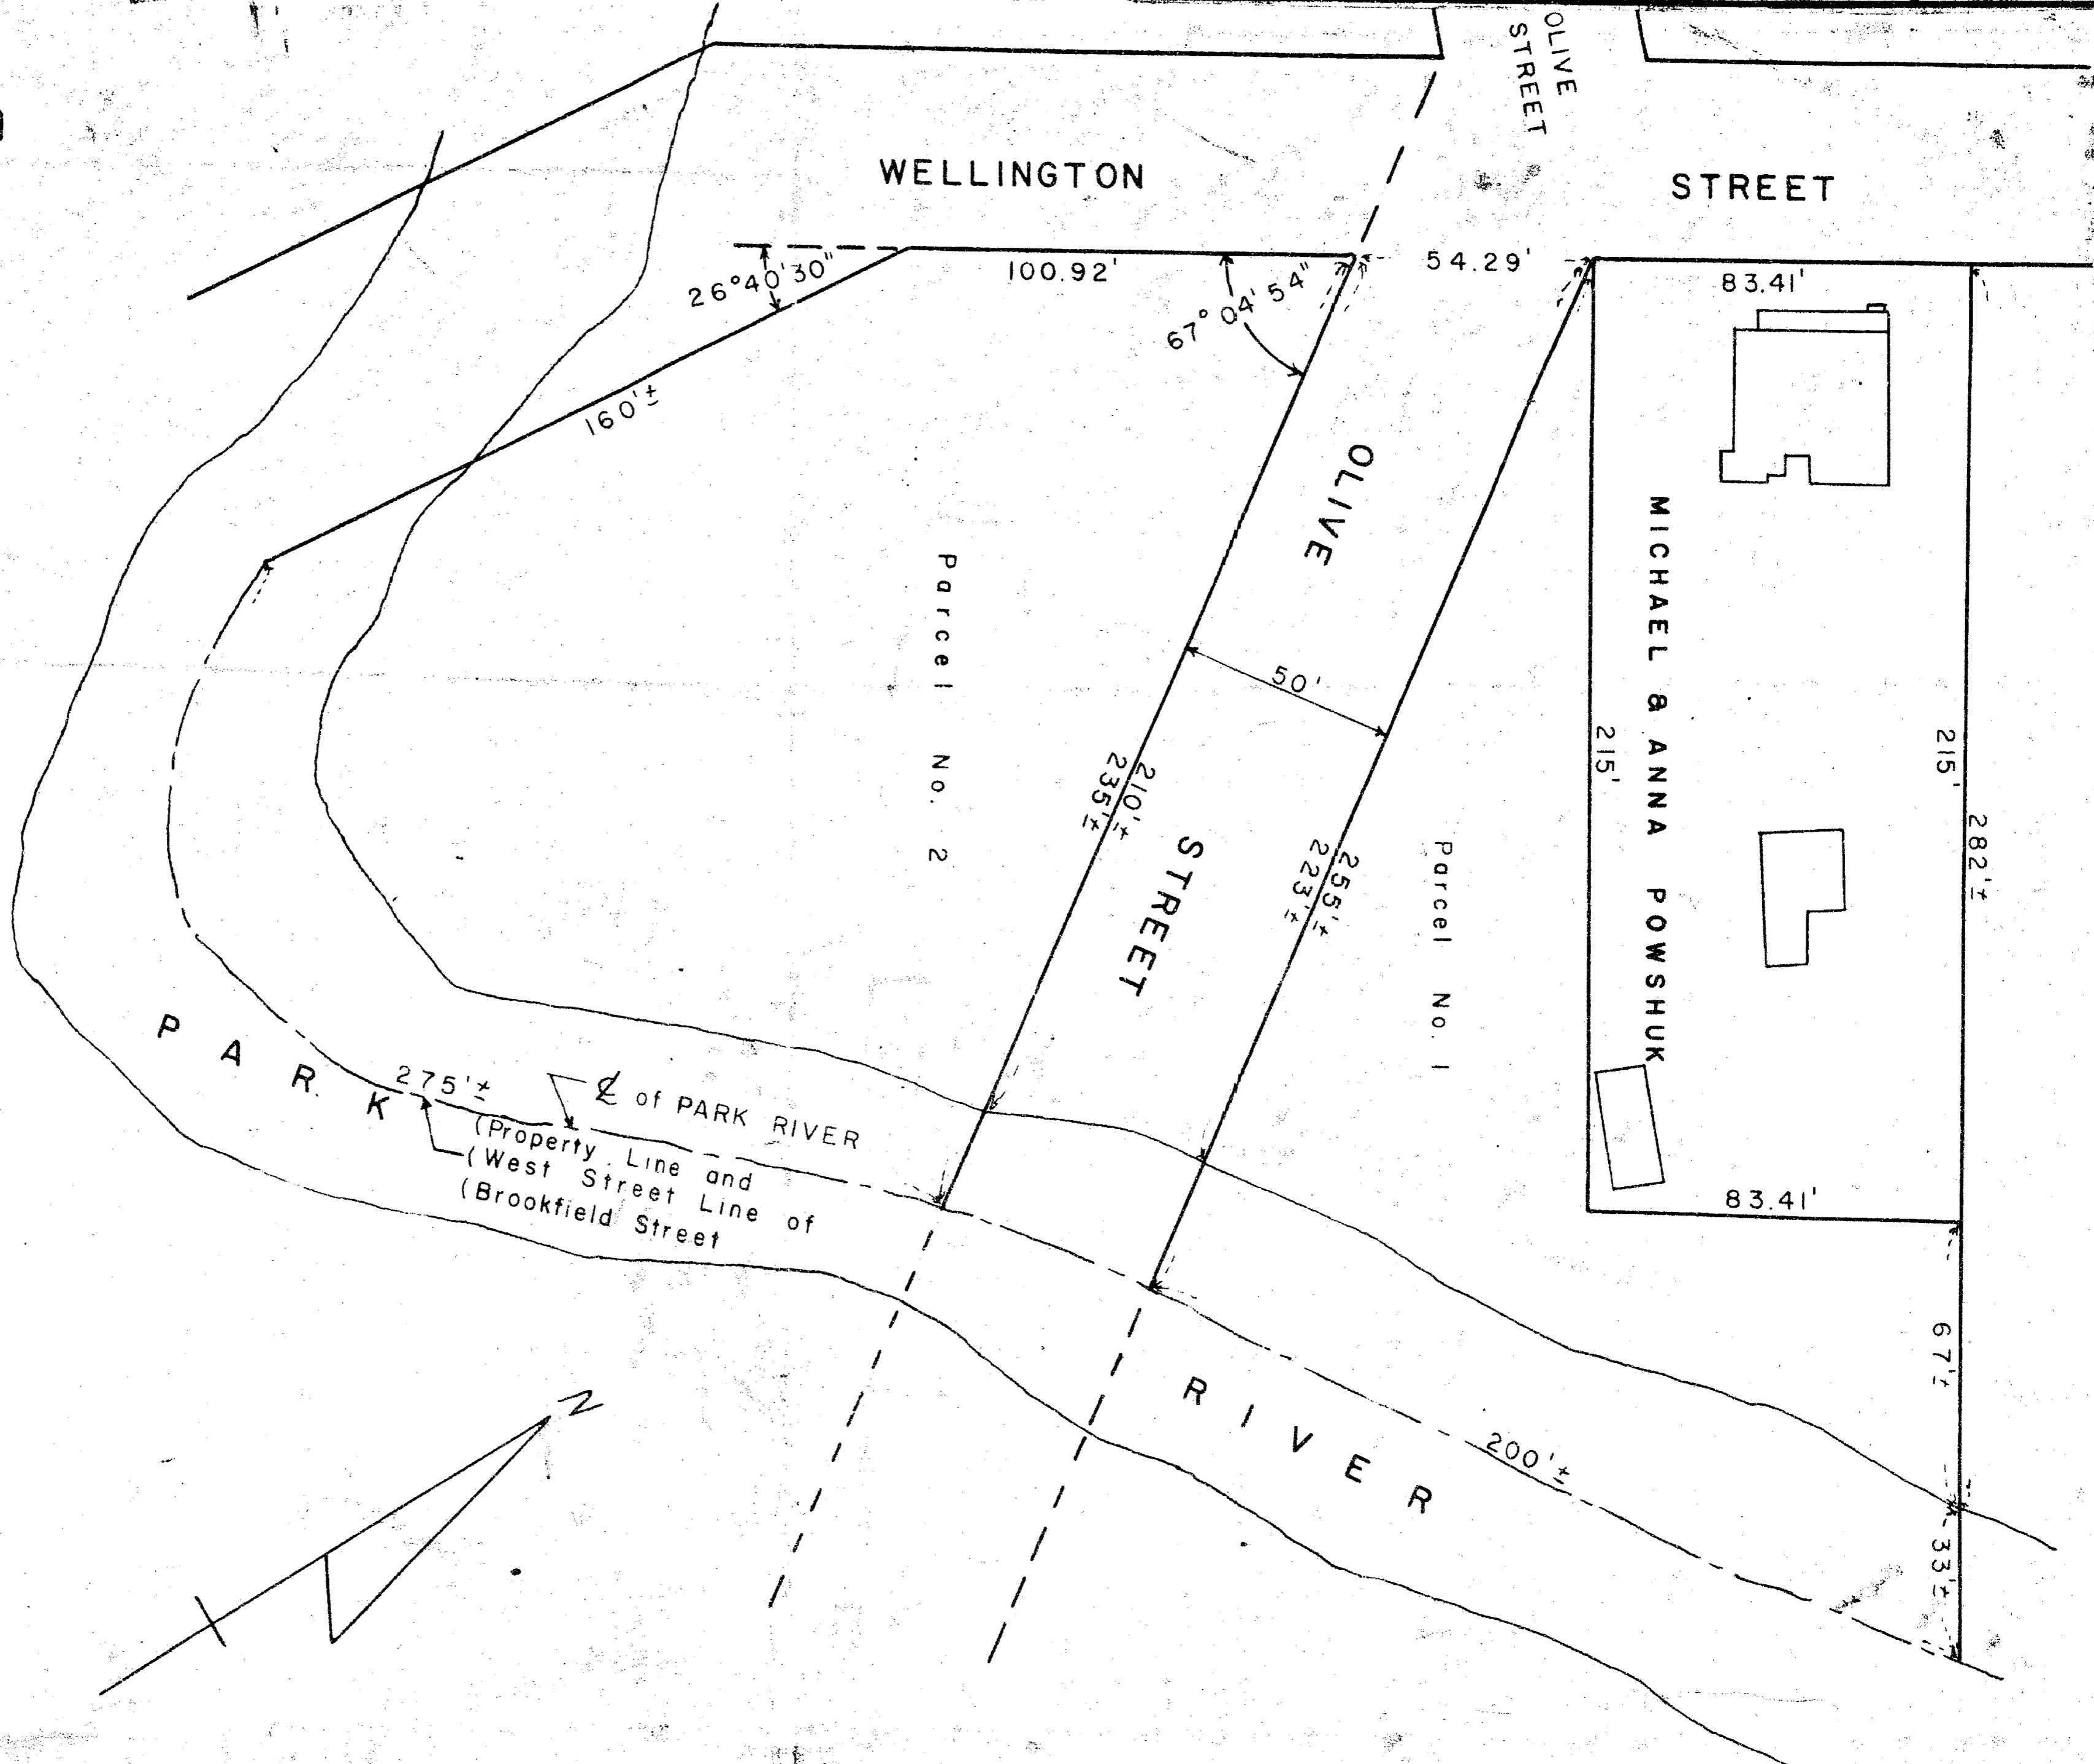 OLIVE
STREET
WELLINGTON
STREET
26°40'30"
100.92'
67°04'54"
54.29'
83.41'
160'±
OLIVE
STREET
50'
Parcel No. 2
235'±
210'±
223'±
255'±
Parcel No. 1
215'
MICHAEL & ANNA POWSHUK
215'
282'±
83.41'
67'±
33'±
PARK
RIVER
275'±
℄ of PARK RIVER
(Property Line and
(West Street Line of
(Brookfield Street
200'±
N